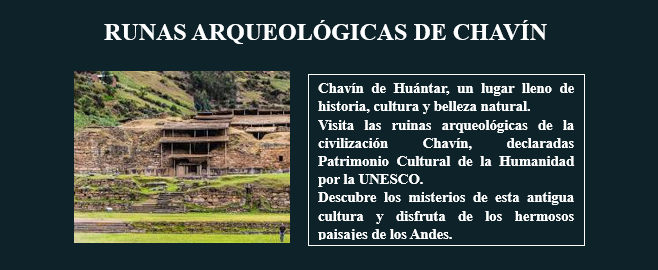 RUNAS ARQUEOLÓGICAS DE CHAVÍN
Chavín de Huántar, un lugar lleno de
historia, cultura y belleza natural.
Visita las ruinas arqueológicas de la
civilización Chavín, declaradas
Patrimonio Cultural de la Humanidad
por la UNESCO.
Descubre los misterios de esta antigua
cultura y disfruta de los hermosos
paisajes de los Andes.